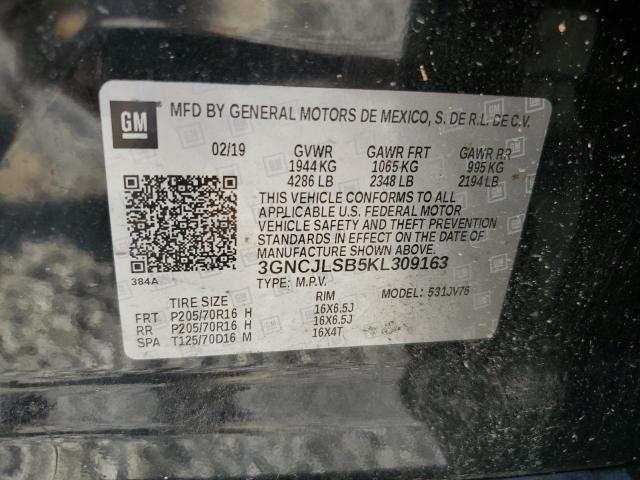 GM
MFD BY GENERAL MOTORS DE MEXICO, S. DE R.L. DE C.V.
02/19 GVWR GAWR FRT GAWR RR
1944 KG 1065 KG 995 KG
4286 LB 2348 LB 2194 LB
THIS VEHICLE CONFORMS TO ALL
APPLICABLE U.S. FEDERAL MOTOR
VEHICLE SAFETY AND THEFT PREVENTION
STANDARDS IN EFFECT ON THE DATE OF
MANUFACTURE SHOWN ABOVE.
384A
3GNCJLSB5KL309163
TYPE: M.P.V. MODEL: 531JV76
TIRE SIZE RIM
FRT P205/70R16 H 16X6.5J
RR P205/70R16 H 16X6.5J
SPA T125/70D16 M 16X4T